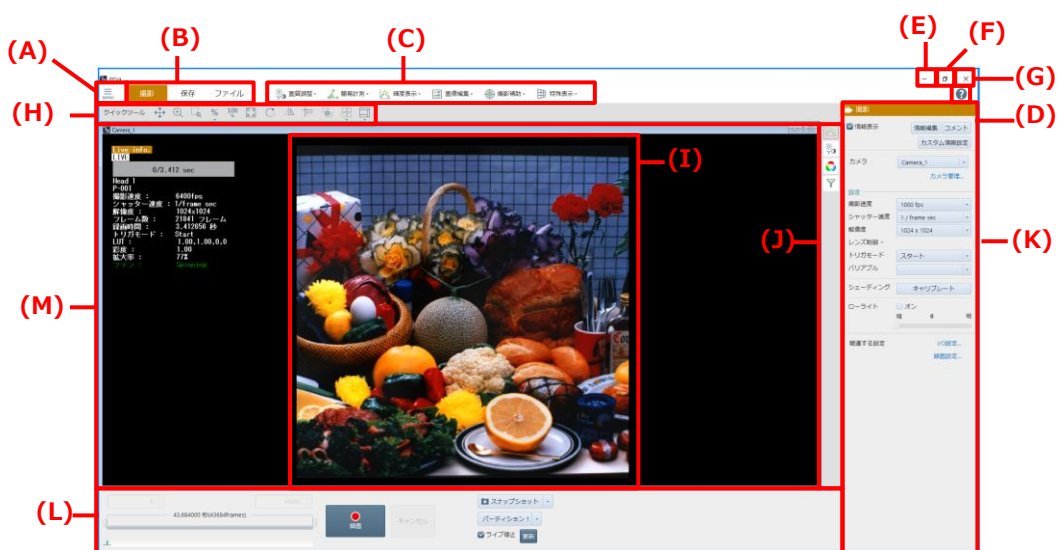 (A)
(B)
(C)
(E)
(F)
(G)
(H)
(D)
MENU
撮影 保存 ファイル
画質調整 簡易計測 輝度表示 画像編集 撮影補助 特殊表示
クイックツール
撮影
Camera_1
Live info.
LIVE
0/3.412 sec
Head 1
P-001
撮影速度 : 6400fps
シャッター速度 : 1/frame sec
解像度 : 1024x1024
フレーム数 : 21841 フレーム
録画時間 : 3.412656 秒
トリガモード : Start
LUT : 1.00,1.00,0,0
彩度 : 1.00
拡大率 : 77%
ファン : Spinning
(I)
(J)
(K)
(M)
情報表示 情報編集 コメント
カスタム情報設定
カメラ Camera_1
カメラ管理...
設定
撮影速度 1000 fps
シャッター速度 1 / frame sec
解像度 1024 x 1024
レンズ制御
トリガモード スタート
バリアブル
シェーディング キャリブレート
ローライト オン
暗 0 明
関連する設定 I/O設定...
録画設定...
(L)
録画
キャンセル
スナップショット
パーティション 1
ライブ停止 更新